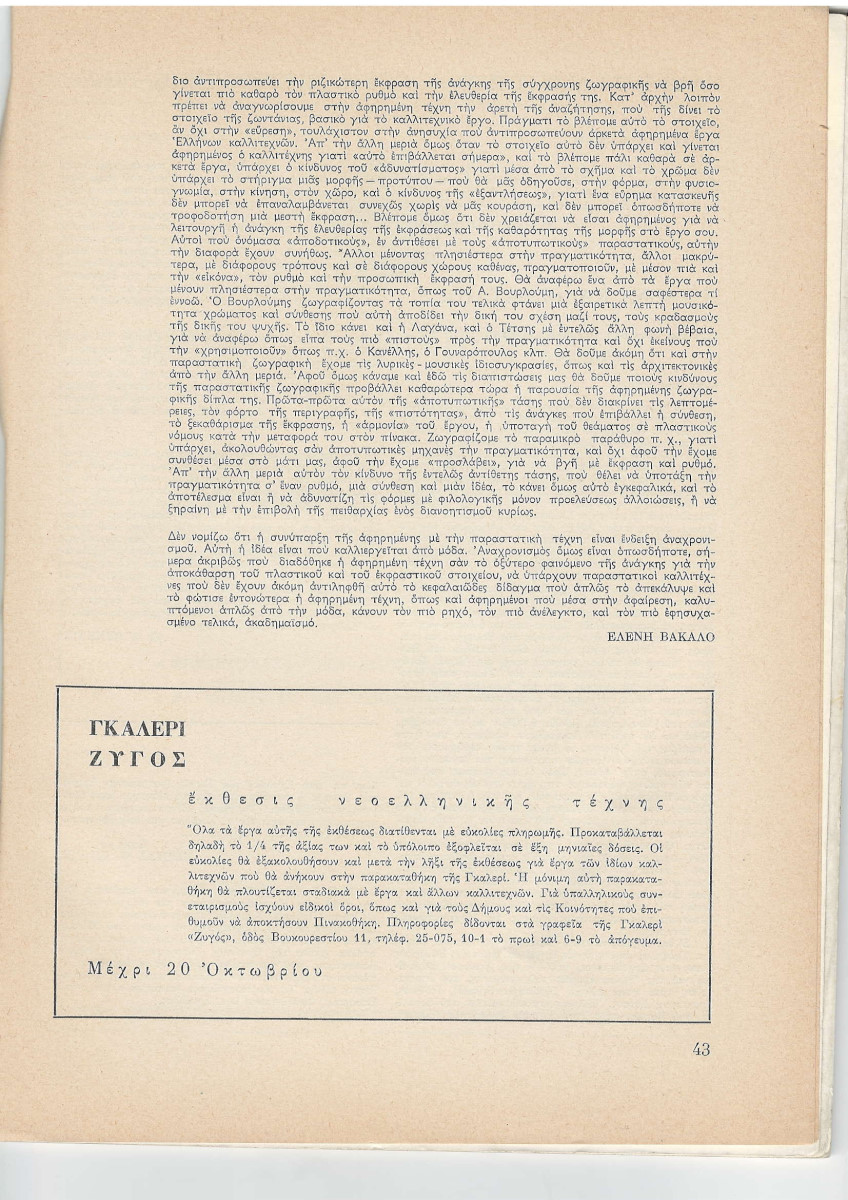 διο ἀντιπροσωπεύει τὴν ριζικώτερη ἔκφραση τῆς ἀνάγκης τῆς σύγχρονης ζωγραφικῆς νὰ βρῆ ὅσο
γίνεται πιὸ καθαρὸ τὸν πλαστικὸ ρυθμὸ καὶ τὴν ἐλευθερία τῆς ἔκφρασής της. Κατ’ ἀρχὴν λοιπὸν
πρέπει νὰ ἀναγνωρίσουμε στὴν ἀφηρημένη τέχνη τὴν ἀρετὴ τῆς ἀναζήτησης, ποὺ τῆς δίνει τὸ
στοιχεῖο τῆς ζωντάνιας, βασικὸ γιὰ τὸ καλλιτεχνικὸ ἔργο. Πράγματι τὸ βλέπομε αὐτὸ τὸ στοιχεῖο,
ἂν ὄχι στὴν «εὕρεση», τουλάχιστον στὴν ἀνησυχία ποὺ ἀντιπροσωπεύουν ἀρκετὰ ἀφηρημένα ἔργα
Ἑλλήνων καλλιτεχνῶν. Ἀπ’ τὴν ἄλλη μεριὰ ὅμως ὅταν τὸ στοιχεῖο αὐτὸ δὲν ὑπάρχει καὶ γίνεται
ἀφηρημένος ὁ καλλιτέχνης γιατὶ «αὐτὸ ἐπιβάλλεται σήμερα», καὶ τὸ βλέπομε πάλι καθαρὰ σὲ ἀρ-
κετὰ ἔργα, ὑπάρχει ὁ κίνδυνος τοῦ «ἀδυνατίσματος» γιατὶ μέσα ἀπὸ τὸ σχῆμα καὶ τὸ χρῶμα δὲν
ὑπάρχει τὸ στήριγμα μιᾶς μορφῆς — προτύπου — ποὺ θὰ μᾶς ὁδηγοῦσε, στὴν φόρμα, στὴν φυσιο-
γνωμία, στὴν κίνηση, στὸν χῶρο, καὶ ὁ κίνδυνος τῆς «ἐξαντλήσεως», γιατὶ ἕνα εὕρημα κατασκευῆς
δὲν μπορεῖ νὰ ἐπαναλαμβάνεται συνεχῶς χωρὶς νὰ μᾶς κουράση, καὶ δὲν μπορεῖ ὁπωσδήποτε νὰ
τροφοδοτήση μιὰ μεστὴ ἔκφραση... Βλέπομε ὅμως ὅτι δὲν χρειάζεται νὰ εἶσαι ἀφηρημένος γιὰ νὰ
λειτουργῆ ἡ ἀνάγκη τῆς ἐλευθερίας τῆς ἐκφράσεως καὶ τῆς καθαρότητας τῆς μορφῆς στὸ ἔργο σου.
Αὐτοὶ ποὺ ὀνόμασα «ἀποδοτικούς», ἐν ἀντιθέσει μὲ τοὺς «ἀποτυπωτικοὺς» παραστατικούς, αὐτὴν
τὴν διαφορὰ ἔχουν συνήθως. Ἄλλοι μένοντας πλησιέστερα στὴν πραγματικότητα, ἄλλοι μακρύ-
τερα, μὲ διάφορους τρόπους καὶ σὲ διάφορους χώρους καθένας, πραγματοποιοῦν, μὲ μέσον πιὰ καὶ
τὴν «εἰκόνα», τὸν ρυθμὸ καὶ τὴν προσωπικὴ ἔκφρασή τους. Θὰ ἀναφέρω ἕνα ἀπὸ τὰ ἔργα ποὺ
μένουν πλησιέστερα στὴν πραγματικότητα, ὅπως τοῦ Α. Βουρλούμη, γιὰ νὰ δοῦμε σαφέστερα τί
ἐννοῶ. Ὁ Βουρλούμης ζωγραφίζοντας τὰ τοπία του τελικὰ φτάνει μιὰ ἐξαιρετικὰ λεπτὴ μουσικό-
τητα χρώματος καὶ σύνθεσης ποὺ αὐτὴ ἀποδίδει τὴν δική του σχέση μαζί τους, τοὺς κραδασμοὺς
τῆς δικῆς του ψυχῆς. Τὸ ἴδιο κάνει καὶ ἡ Λαγάνα, καὶ ὁ Τέτσης μὲ ἐντελῶς ἄλλη φωνὴ βέβαια,
γιὰ νὰ ἀναφέρω ὅπως εἶπα τοὺς πιὸ «πιστοὺς» πρὸς τὴν πραγματικότητα καὶ ὄχι ἐκείνους ποὺ
τὴν «χρησιμοποιοῦν» ὅπως π.χ. ὁ Κανέλλης, ὁ Γουναρόπουλος κλπ. Θὰ δοῦμε ἀκόμη ὅτι καὶ στὴν
παραστατικὴ ζωγραφικὴ ἔχομε τὶς λυρικὲς - μουσικὲς ἰδιοσυγκρασίες, ὅπως καὶ τὶς ἀρχιτεκτονικὲς
ἀπὸ τὴν ἄλλη μεριά. Ἀφοῦ ὅμως κάναμε καὶ ἐδῶ τὶς διαπιστώσεις μας θὰ δοῦμε ποιοὺς κινδύνους
τῆς παραστατικῆς ζωγραφικῆς προβάλλει καθαρώτερα τώρα ἡ παρουσία τῆς ἀφηρημένης ζωγρα-
φικῆς δίπλα της. Πρῶτα-πρῶτα αὐτὸν τῆς «ἀποτυπωτικῆς» τάσης ποὺ δὲν διακρίνει τὶς λεπτομέ-
ρειες, τὸν φόρτο τῆς περιγραφῆς, τῆς «πιστότητας», ἀπὸ τὶς ἀνάγκες ποὺ ἐπιβάλλει ἡ σύνθεση,
τὸ ξεκαθάρισμα τῆς ἔκφρασης, ἡ «ἁρμονία» τοῦ ἔργου, ἡ ὑποταγὴ τοῦ θεάματος σὲ πλαστικοὺς
νόμους κατὰ τὴν μεταφορά του στὸν πίνακα. Ζωγραφίζομε τὸ παραμικρὸ παράθυρο π. χ., γιατὶ
ὑπάρχει, ἀκολουθώντας σὰν ἀποτυπωτικὲς μηχανὲς τὴν πραγματικότητα, καὶ ὄχι ἀφοῦ τὴν ἔχομε
συνθέσει μέσα στὸ μάτι μας, ἀφοῦ τὴν ἔχομε «προσλάβει», γιὰ νὰ βγῆ μὲ ἔκφραση καὶ ρυθμό.
Ἀπ’ τὴν ἄλλη μεριὰ αὐτὸν τὸν κίνδυνο τῆς ἐντελῶς ἀντίθετης τάσης, ποὺ θέλει νὰ ὑποτάξη τὴν
πραγματικότητα σ’ ἕναν ρυθμό, μιὰ σύνθεση καὶ μιὰν ἰδέα, τὸ κάνει ὅμως αὐτὸ ἐγκεφαλικά, καὶ τὸ
ἀποτέλεσμα εἶναι ἢ νὰ ἀδυνατίζη τὶς φόρμες μὲ φιλολογικῆς μόνον προελεύσεως ἀλλοιώσεις, ἢ νὰ
ξηραίνη μὲ τὴν ἐπιβολὴ τῆς πειθαρχίας ἑνὸς διανοητισμοῦ κυρίως.
Δὲν νομίζω ὅτι ἡ συνύπαρξη τῆς ἀφηρημένης μὲ τὴν παραστατικὴ τέχνη εἶναι ἔνδειξη ἀναχρονι-
σμοῦ. Αὐτὴ ἡ ἰδέα εἶναι ποὺ καλλιεργεῖται ἀπὸ μόδα. Ἀναχρονισμὸς ὅμως εἶναι ὁπωσδήποτε, σή-
μερα ἀκριβῶς ποὺ διαδόθηκε ἡ ἀφηρημένη τέχνη σὰν τὸ ὀξύτερο φαινόμενο τῆς ἀνάγκης γιὰ τὴν
ἀποκάθαρση τοῦ πλαστικοῦ καὶ τοῦ ἐκφραστικοῦ στοιχείου, νὰ ὑπάρχουν παραστατικοὶ καλλιτέχ-
νες ποὺ δὲν ἔχουν ἀκόμη ἀντιληφθῆ αὐτὸ τὸ κεφαλαιῶδες δίδαγμα ποὺ ἁπλῶς τὸ ἀπεκάλυψε καὶ
τὸ φώτισε ἐντονώτερα ἡ ἀφηρημένη τέχνη, ὅπως καὶ ἀφηρημένοι ποὺ μέσα στὴν ἀφαίρεση, καλυ-
πτόμενοι ἁπλῶς ἀπὸ τὴν μόδα, κάνουν τὸν πιὸ ρηχό, τὸν πιὸ ἀνέλεγκτο, καὶ τὸν πιὸ ἐφησυχα-
σμένο τελικά, ἀκαδημαϊσμό.
ΕΛΕΝΗ ΒΑΚΑΛΟ
ΓΚΑΛΕΡΙ
ΖΥΓΟΣ
ἔκθεσις νεοελληνικῆς τέχνης
Ὅλα τὰ ἔργα αὐτῆς τῆς ἐκθέσεως διατίθενται μὲ εὐκολίες πληρωμῆς. Προκαταβάλλεται
δηλαδὴ τὸ 1/4 τῆς ἀξίας των καὶ τὸ ὑπόλοιπο ἐξοφλεῖται σὲ ἕξη μηνιαῖες δόσεις. Οἱ
εὐκολίες θὰ ἐξακολουθήσουν καὶ μετὰ τὴν λῆξι τῆς ἐκθέσεως γιὰ ἔργα τῶν ἰδίων καλ-
λιτεχνῶν ποὺ θὰ ἀνήκουν στὴν παρακαταθήκη τῆς Γκαλερί. Ἡ μόνιμη αὐτὴ παρακατα-
θήκη θὰ πλουτίζεται σταδιακὰ μὲ ἔργα καὶ ἄλλων καλλιτεχνῶν. Γιὰ ὑπαλληλικοὺς συν-
εταιρισμοὺς ἰσχύουν εἰδικοὶ ὅροι, ὅπως καὶ γιὰ τοὺς Δήμους καὶ τὶς Κοινότητες ποὺ ἐπι-
θυμοῦν νὰ ἀποκτήσουν Πινακοθήκη. Πληροφορίες δίδονται στὰ γραφεῖα τῆς Γκαλερὶ
«Ζυγός», ὁδὸς Βουκουρεστίου 11, τηλέφ. 25-075, 10-1 τὸ πρωὶ καὶ 6-9 τὸ ἀπόγευμα.
Μέχρι 20 Ὀκτωβρίου
43